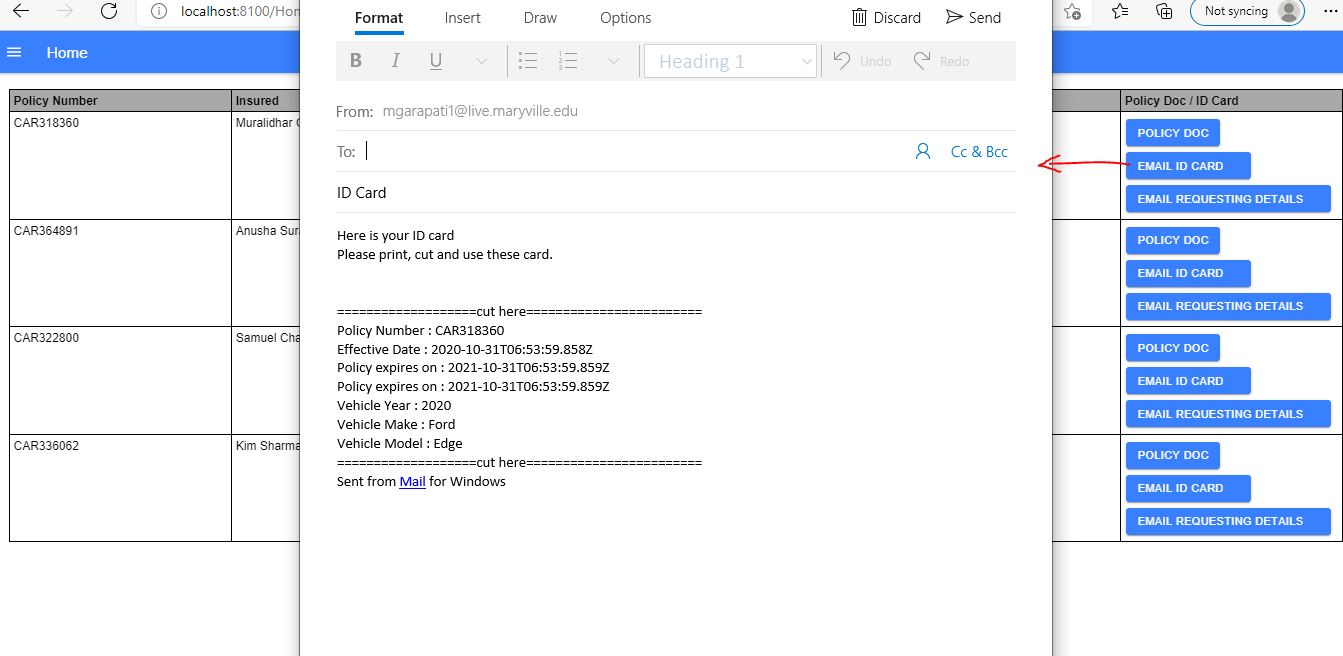 Format Insert Draw Options Discard Send
localhost:8100/Hom
Not syncing
Home
B I U Heading 1 Undo Redo
From: mgarapati1@live.maryville.edu
To: Cc & Bcc
ID Card
Here is your ID card
Please print, cut and use these card.
===================cut here========================
Policy Number : CAR318360
Effective Date : 2020-10-31T06:53:59.858Z
Policy expires on : 2021-10-31T06:53:59.859Z
Policy expires on : 2021-10-31T06:53:59.859Z
Vehicle Year : 2020
Vehicle Make : Ford
Vehicle Model : Edge
===================cut here========================
Sent from Mail for Windows
Policy Number Insured Policy Doc / ID Card
CAR318360 Muralidhar
POLICY DOC
EMAIL ID CARD
EMAIL REQUESTING DETAILS
CAR364891 Anusha Sur
POLICY DOC
EMAIL ID CARD
EMAIL REQUESTING DETAILS
CAR322800 Samuel Cha
POLICY DOC
EMAIL ID CARD
EMAIL REQUESTING DETAILS
CAR336062 Kim Sharma
POLICY DOC
EMAIL ID CARD
EMAIL REQUESTING DETAILS